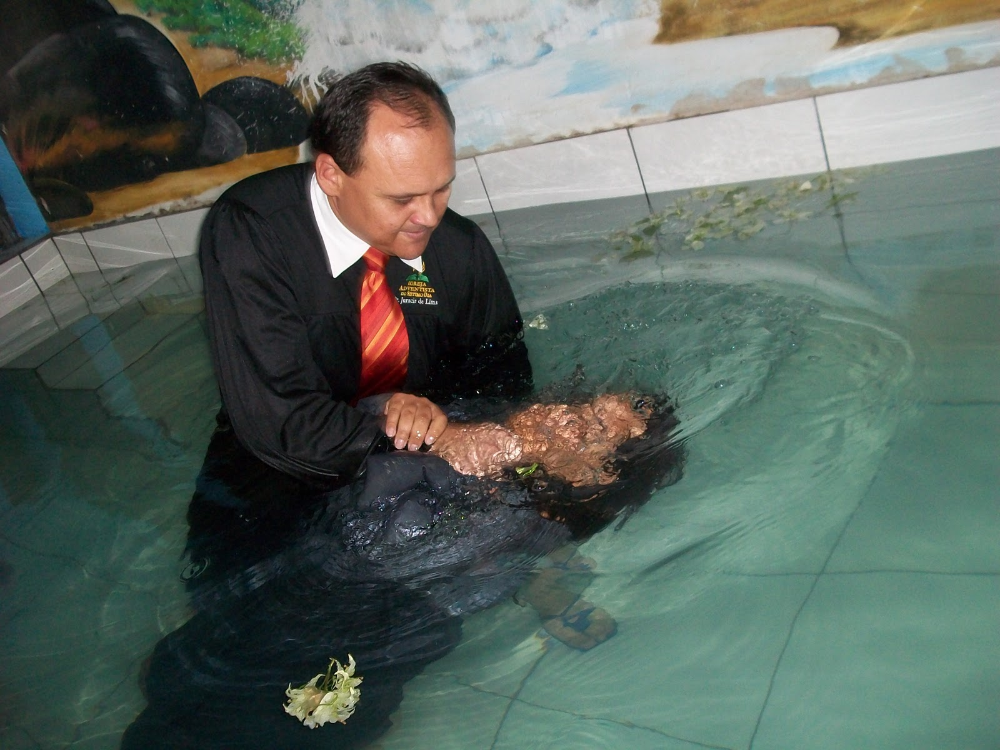 IGREJA
ADVENTISTA
DO SÉTIMO DIA
Juracir de Lima